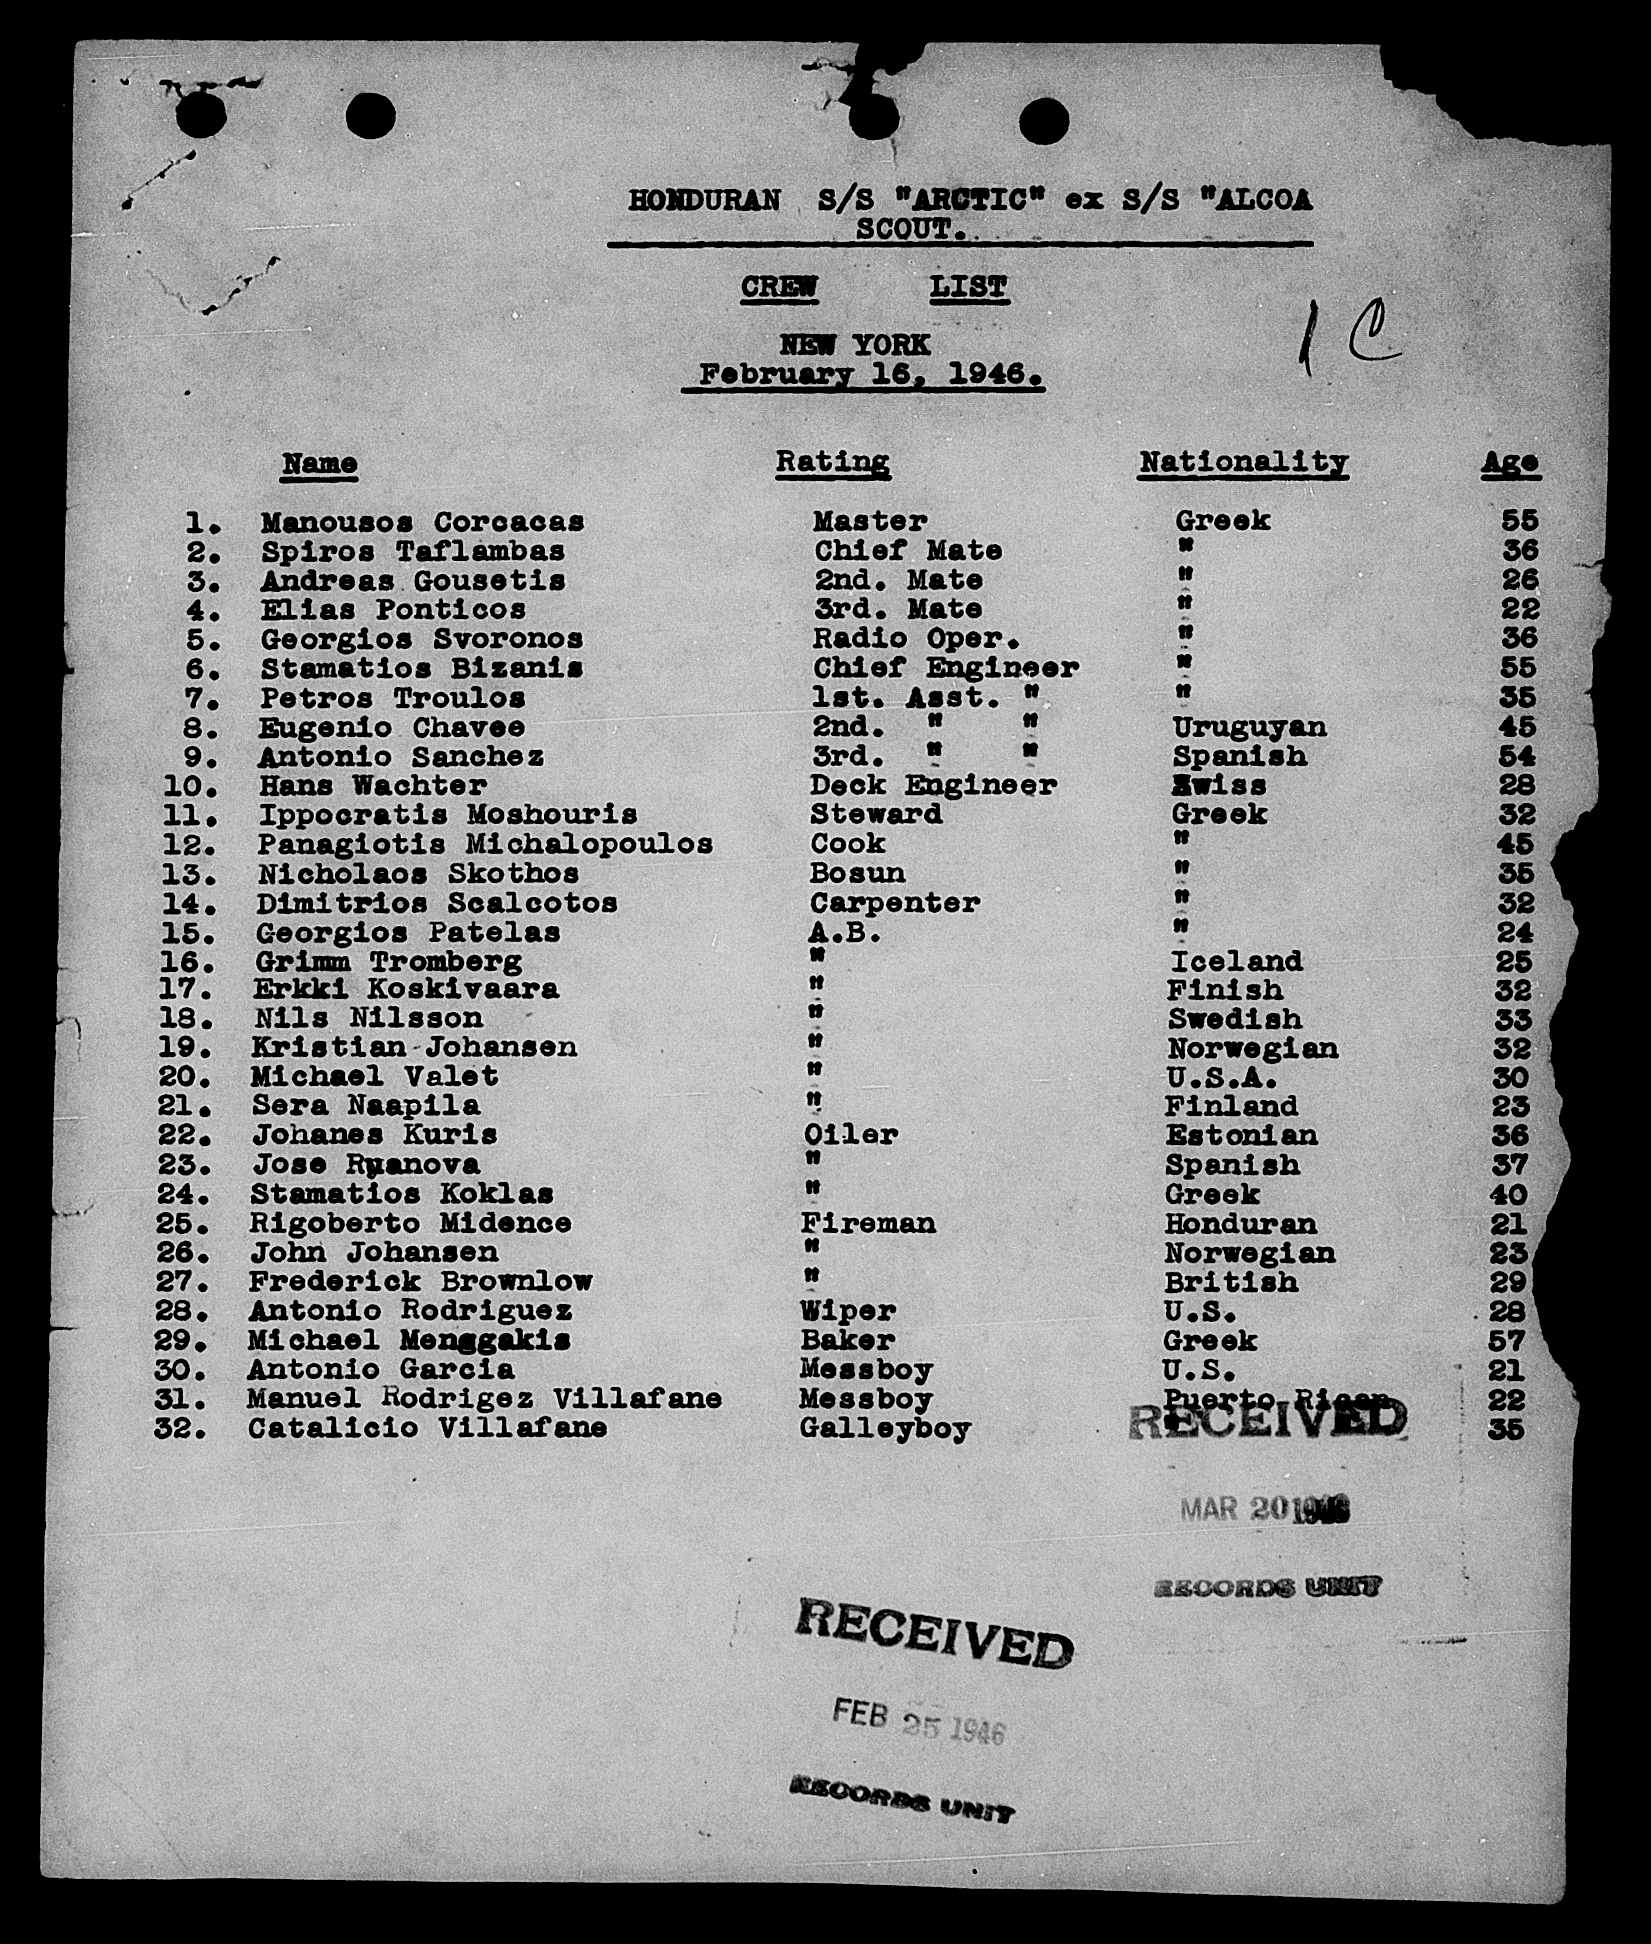 HONDURAN S/S "ARCTIC" ex S/S "ALCOA
SCOUT.
CREW LIST
1 C
NEW YORK
February 16, 1946.
Name Rating Nationality Age
1. Manousos Corcacas Master Greek 55
2. Spiros Taflambas Chief Mate " 36
3. Andreas Gousetis 2nd. Mate " 26
4. Elias Ponticos 3rd. Mate " 22
5. Georgios Svoronos Radio Oper. " 36
6. Stamatios Bizanis Chief Engineer " 55
7. Petros Troulos 1st. Asst. " " 35
8. Eugenio Chavee 2nd. " " Uruguyan 45
9. Antonio Sanchez 3rd. " " Spanish 54
10. Hans Wachter Deck Engineer Swiss 28
11. Ippocratis Moshouris Steward Greek 32
12. Panagiotis Michalopoulos Cook " 45
13. Nicholaos Skothos Bosun " 35
14. Dimitrios Scalcotos Carpenter " 32
15. Georgios Patelas A.B. " 24
16. Grimm Tromberg " Iceland 25
17. Erkki Koskivaara " Finish 32
18. Nils Nilsson " Swedish 33
19. Kristian Johansen " Norwegian 32
20. Michael Valet " U.S.A. 30
21. Sera Naapila " Finland 23
22. Johanes Kuris Oiler Estonian 36
23. Jose Ruanova " Spanish 37
24. Stamatios Koklas " Greek 40
25. Rigoberto Midence Fireman Honduran 21
26. John Johansen " Norwegian 23
27. Frederick Brownlow " British 29
28. Antonio Rodriguez Wiper U.S. 28
29. Michael Menggakis Baker Greek 57
30. Antonio Garcia Messboy U.S. 21
31. Manuel Rodrigez Villafane Messboy Puerto Rican 22
32. Catalicio Villafane Galleyboy " 35
RECEIVED
MAR 20 1946
RECORDS UNIT
RECEIVED
FEB 25 1946
RECORDS UNIT